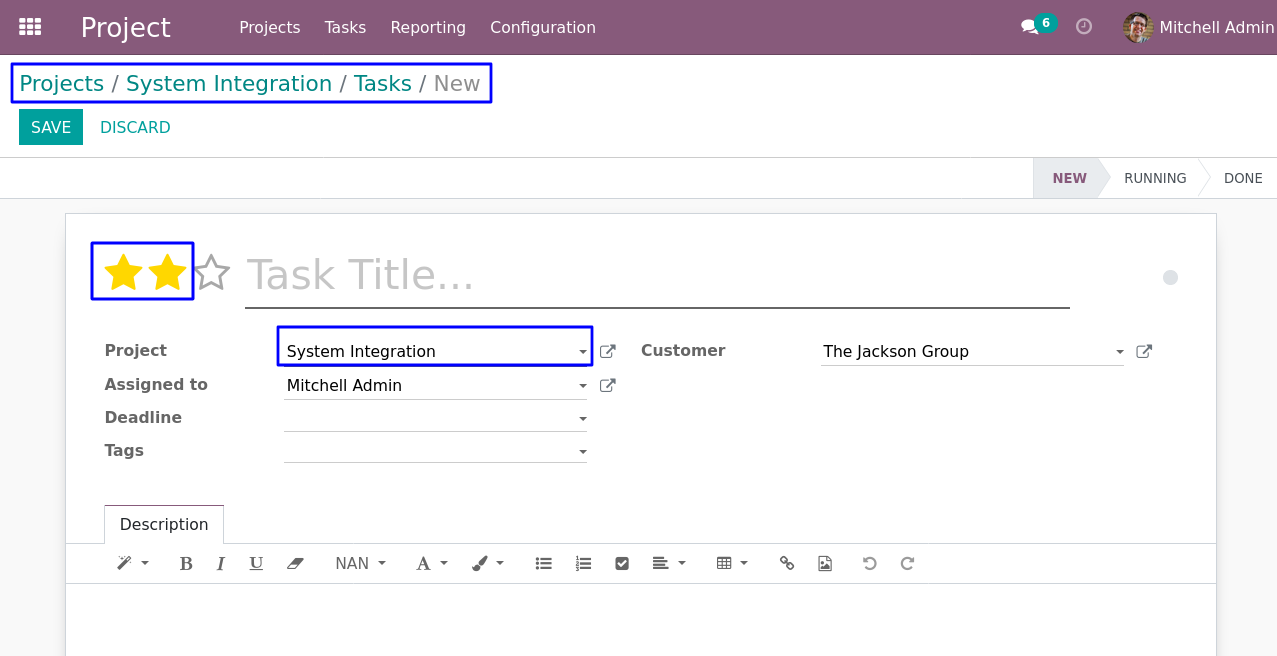 Project Projects Tasks Reporting Configuration 6 Mitchell Admin
Projects / System Integration / Tasks / New
SAVE DISCARD
NEW RUNNING DONE
Task Title...
Project System Integration Customer The Jackson Group
Assigned to Mitchell Admin
Deadline
Tags
Description
B I U NAN A